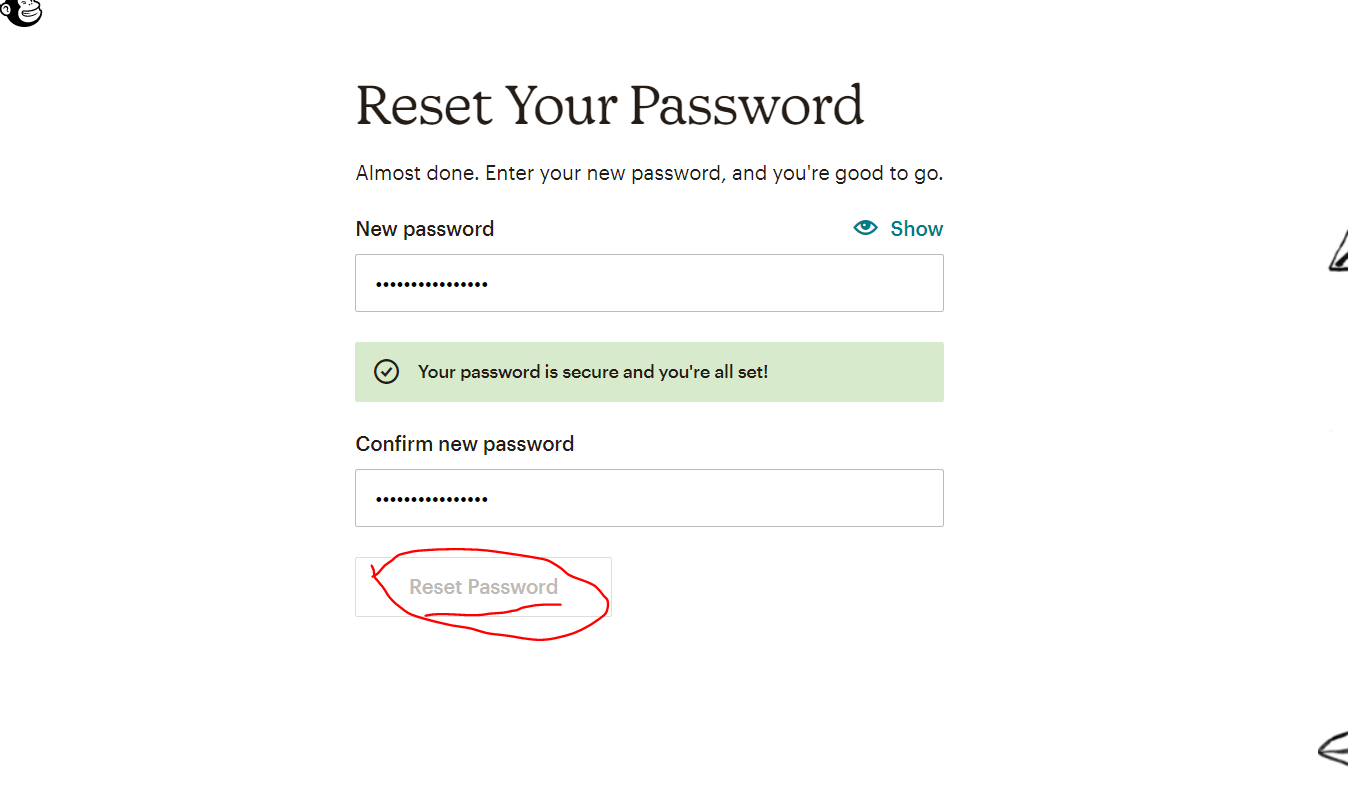 Reset Your Password
Almost done. Enter your new password, and you're good to go.
New password
Show
Your password is secure and you're all set!
Confirm new password
Reset Password